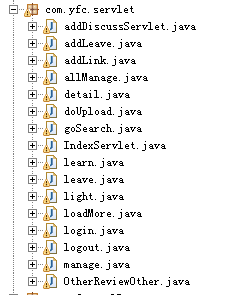 com.yfc.servlet
addDiscussServlet.java
addLeave.java
addLink.java
allManage.java
detail.java
doUpload.java
goSearch.java
IndexServlet.java
learn.java
leave.java
light.java
loadMore.java
login.java
logout.java
manage.java
OtherReviewOther.java